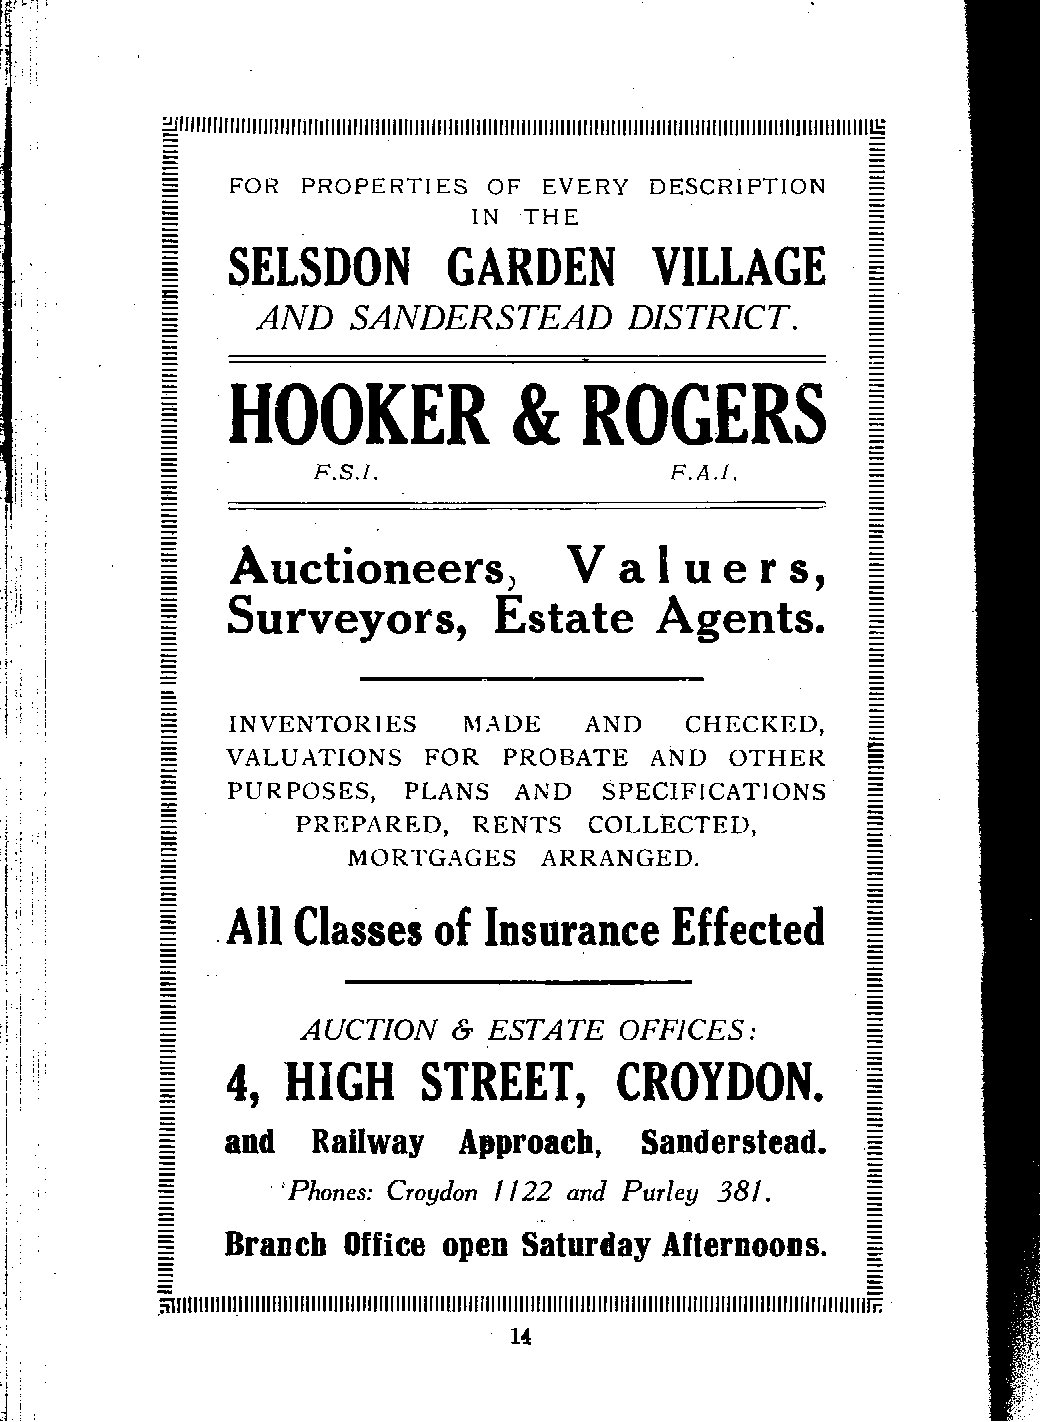 FOR PROPERTIES OF EVERY DESCRIPTION
IN THE
SELSDON GARDEN VILLAGE
AND SANDERSTEAD DISTRICT.
HOOKER & ROGERS
F.S.I. F.A.I.
Auctioneers, Valuers,
Surveyors, Estate Agents.
INVENTORIES MADE AND CHECKED,
VALUATIONS FOR PROBATE AND OTHER
PURPOSES, PLANS AND SPECIFICATIONS
PREPARED, RENTS COLLECTED,
MORTGAGES ARRANGED.
All Classes of Insurance Effected
AUCTION & ESTATE OFFICES:
4, HIGH STREET, CROYDON.
and Railway Approach, Sanderstead.
'Phones: Croydon 1122 and Purley 381.
Branch Office open Saturday Afternoons.
14